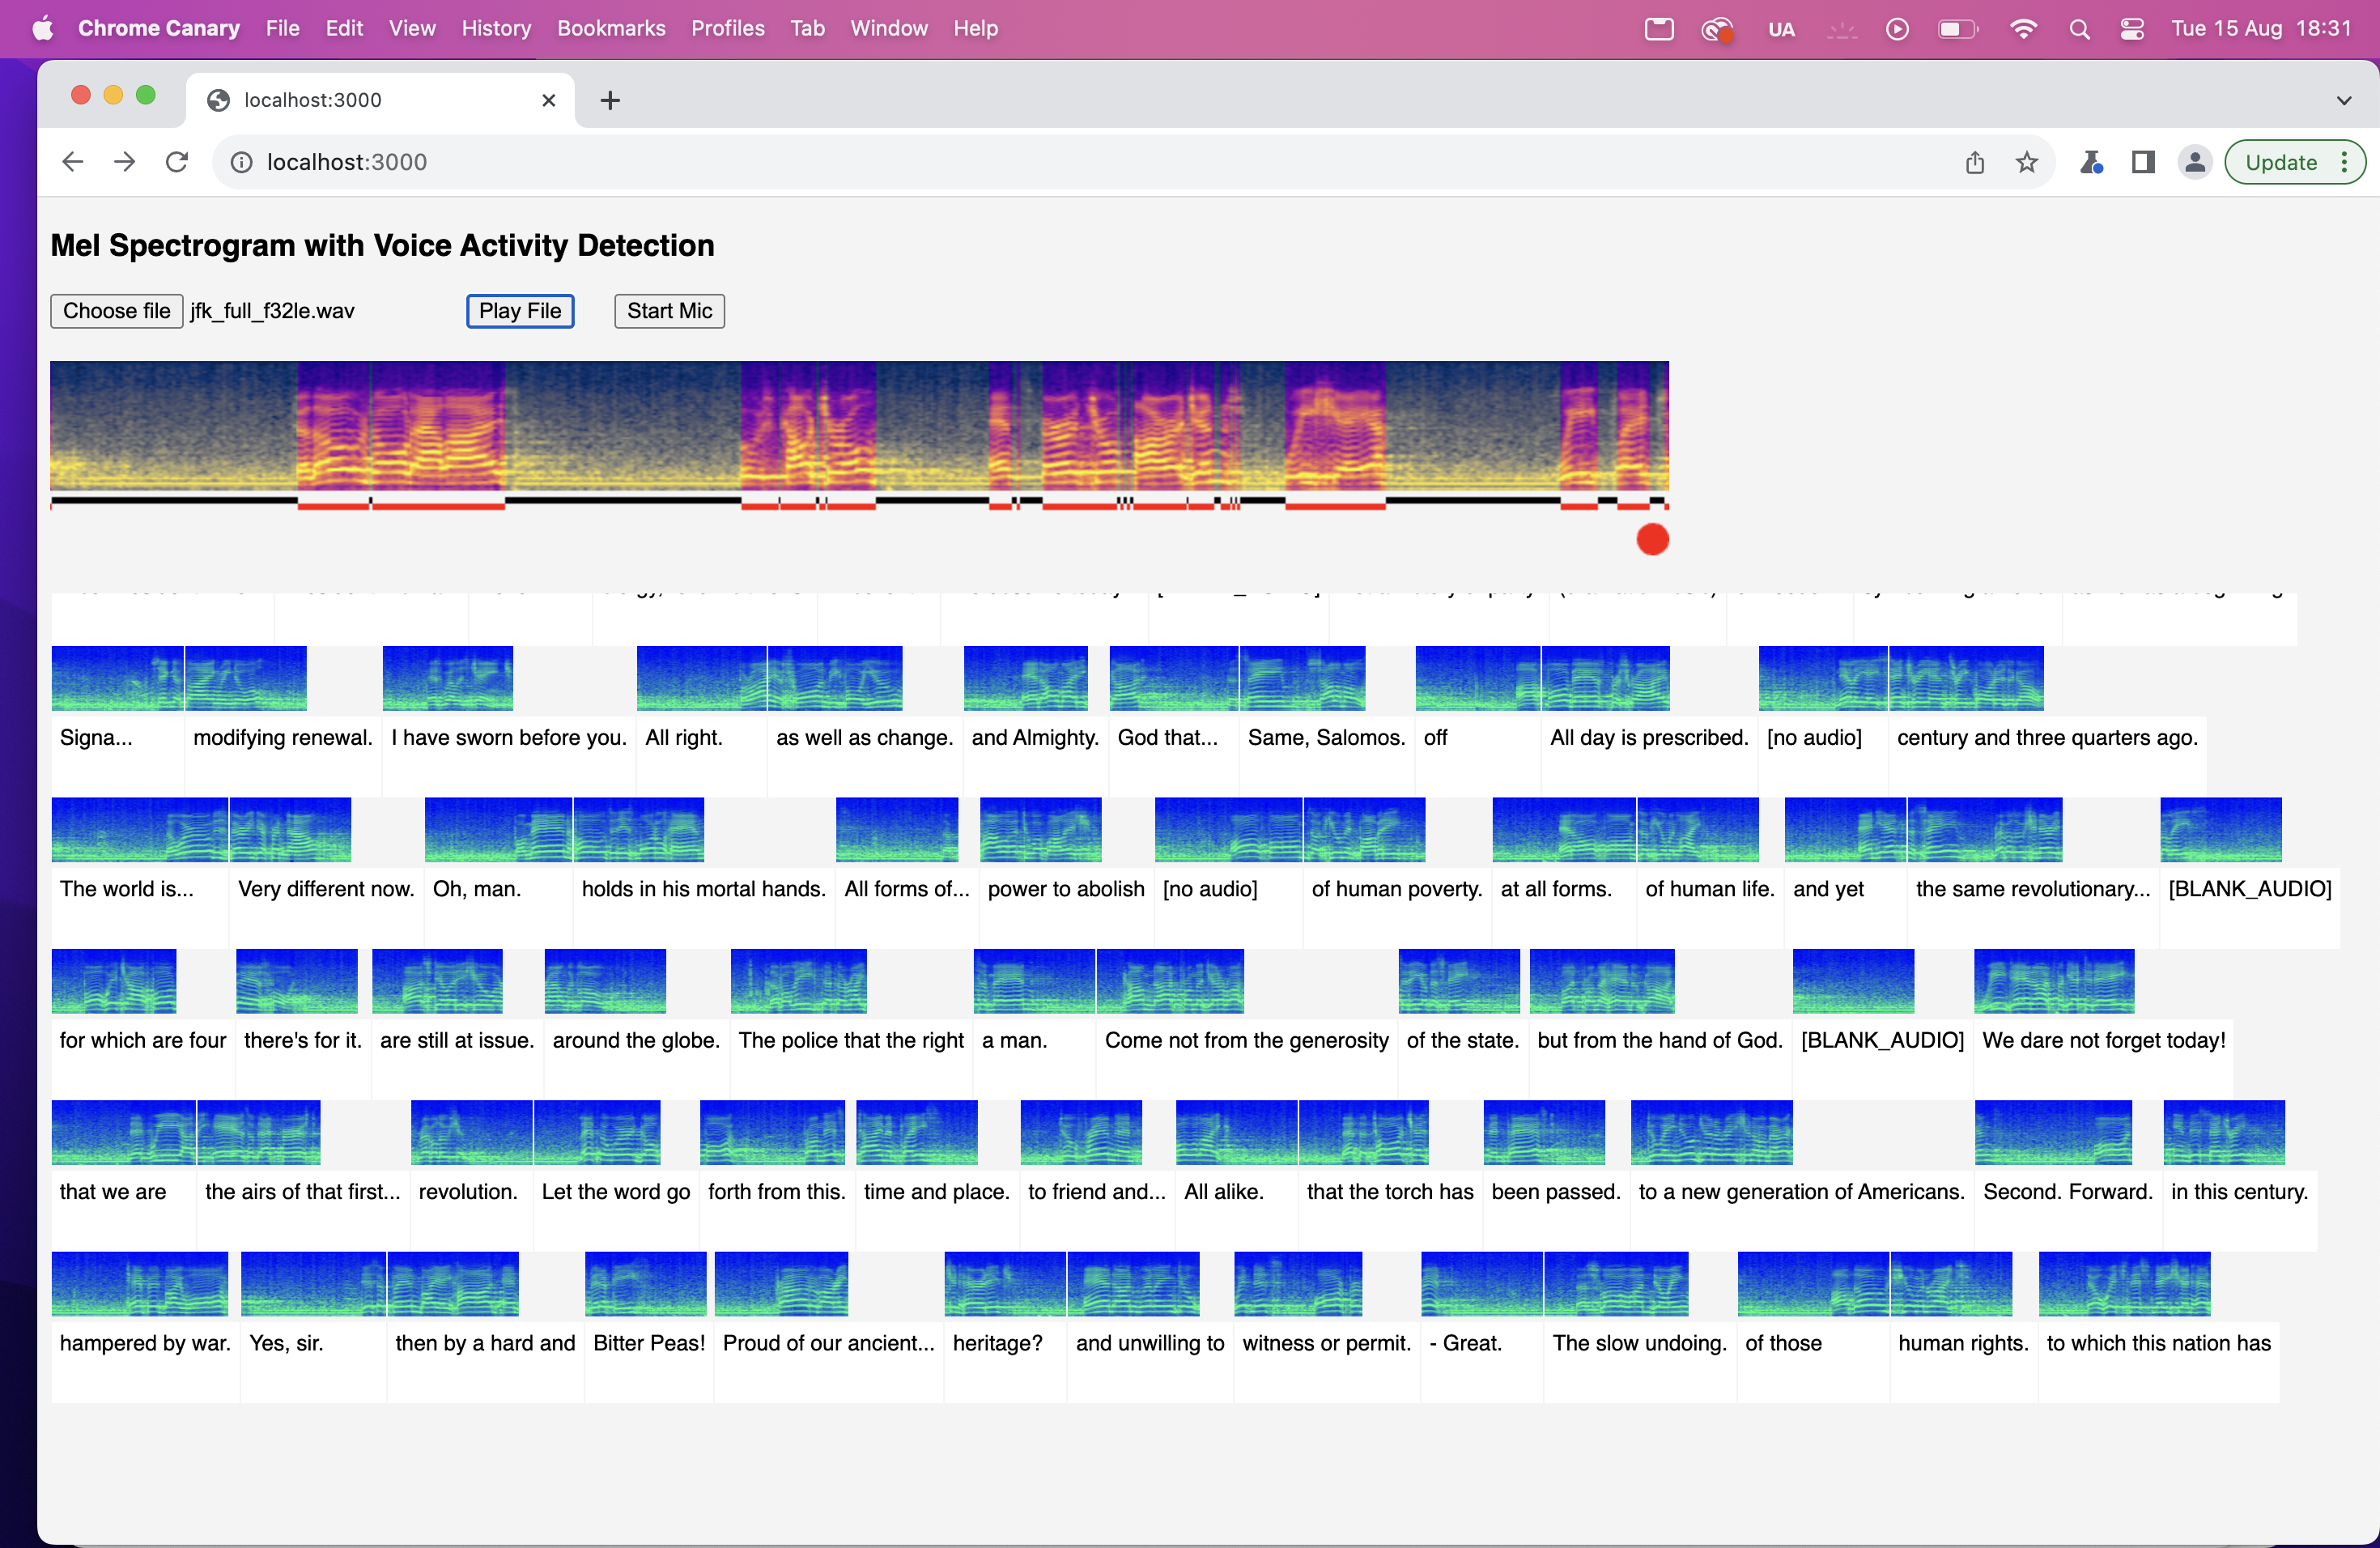 Chrome Canary File Edit View History Bookmarks Profiles Tab Window Help UA Tue 15 Aug 18:31
localhost:3000
localhost:3000 Update
Mel Spectrogram with Voice Activity Detection
Choose file jfk_full_f32le.wav Play File Start Mic
Signa... modifying renewal. I have sworn before you. All right. as well as change. and Almighty. God that... Same, Salomos. off All day is prescribed. [no audio] century and three quarters ago.
The world is... Very different now. Oh, man. holds in his mortal hands. All forms of... power to abolish [no audio] of human poverty. at all forms. of human life. and yet the same revolutionary... [BLANK_AUDIO]
for which are four there's for it. are still at issue. around the globe. The police that the right a man. Come not from the generosity of the state. but from the hand of God. [BLANK_AUDIO] We dare not forget today!
that we are the airs of that first... revolution. Let the word go forth from this. time and place. to friend and... All alike. that the torch has been passed. to a new generation of Americans. Second. Forward. in this century.
hampered by war. Yes, sir. then by a hard and Bitter Peas! Proud of our ancient... heritage? and unwilling to witness or permit. - Great. The slow undoing. of those human rights. to which this nation has